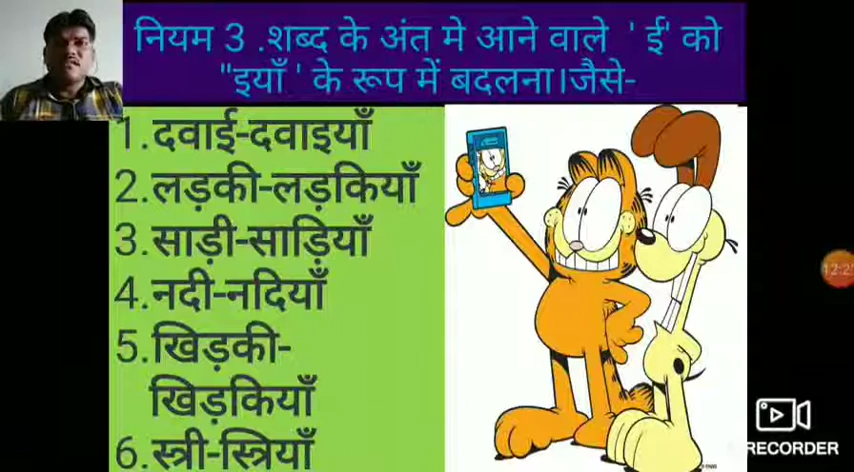 नियम 3 .शब्द के अंत मे आने वाले ' ई' को
"इयाँ ' के रूप में बदलना।जैसे-
1.दवाई-दवाइयाँ
2.लड़की-लड़कियाँ
3.साड़ी-साड़ियाँ
4.नदी-नदियाँ
5.खिड़की-
खिड़कियाँ
6.स्त्री-स्त्रियाँ
RECORDER